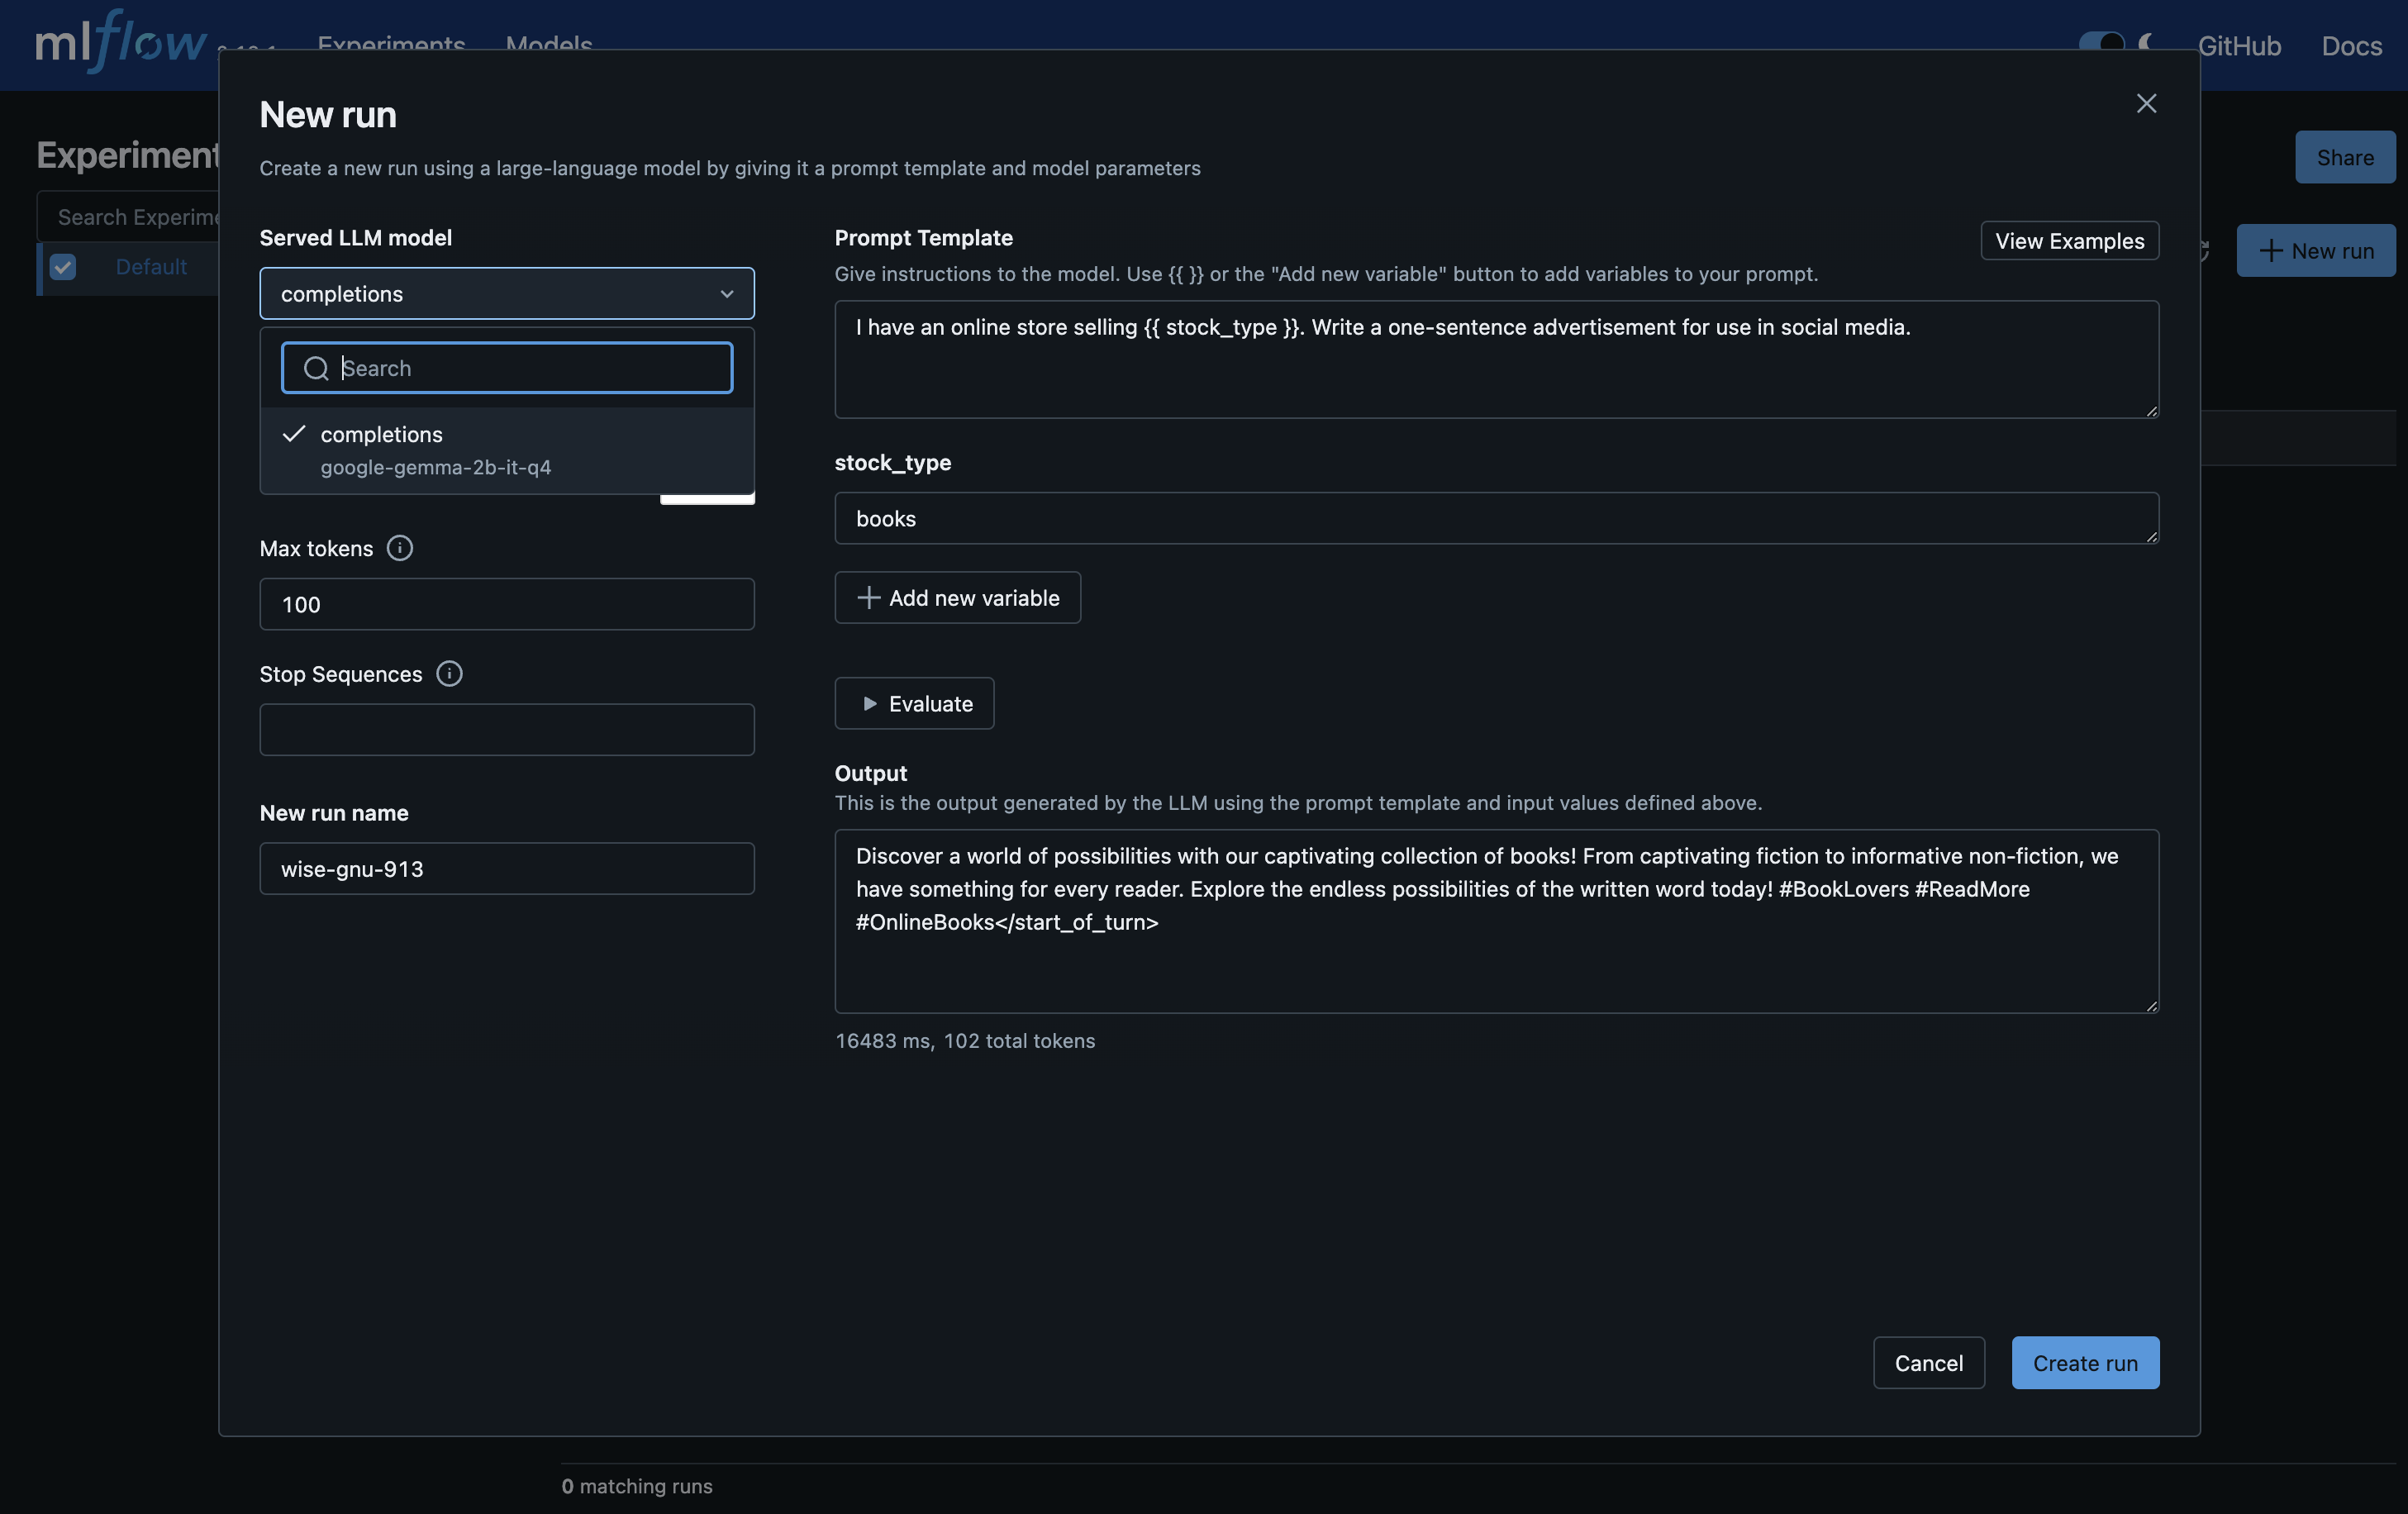 mlflow
Experiments Models
GitHub Docs
Experiment
Share
Search Experime
Default
New run
New run
Create a new run using a large-language model by giving it a prompt template and model parameters
Served LLM model
completions
Search
completions
google-gemma-2b-it-q4
Max tokens
100
Stop Sequences
New run name
wise-gnu-913
Prompt Template
View Examples
Give instructions to the model. Use {{ }} or the "Add new variable" button to add variables to your prompt.
I have an online store selling {{ stock_type }}. Write a one-sentence advertisement for use in social media.
stock_type
books
Add new variable
Evaluate
Output
This is the output generated by the LLM using the prompt template and input values defined above.
Discover a world of possibilities with our captivating collection of books! From captivating fiction to informative non-fiction, we
have something for every reader. Explore the endless possibilities of the written word today! #BookLovers #ReadMore
#OnlineBooks</start_of_turn>
16483 ms, 102 total tokens
Cancel
Create run
0 matching runs